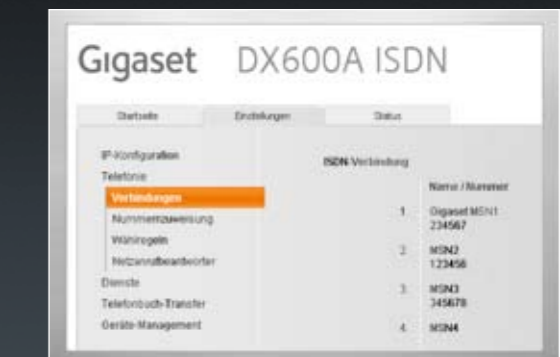 Gigaset DX600A ISDN
Startseite Einstellungen Status
IP-Konfiguration
Telefonie
Verbindungen
Nummernzuweisung
Wählregeln
Netzanrufbeantworter
Dienste
Telefonbuch-Transfer
Geräte-Management
ISDN-Verbindung
Name / Nummer
1 Gigaset MSN1
234567
2. MSN2
123456
3. MSN3
345678
4. MSN4